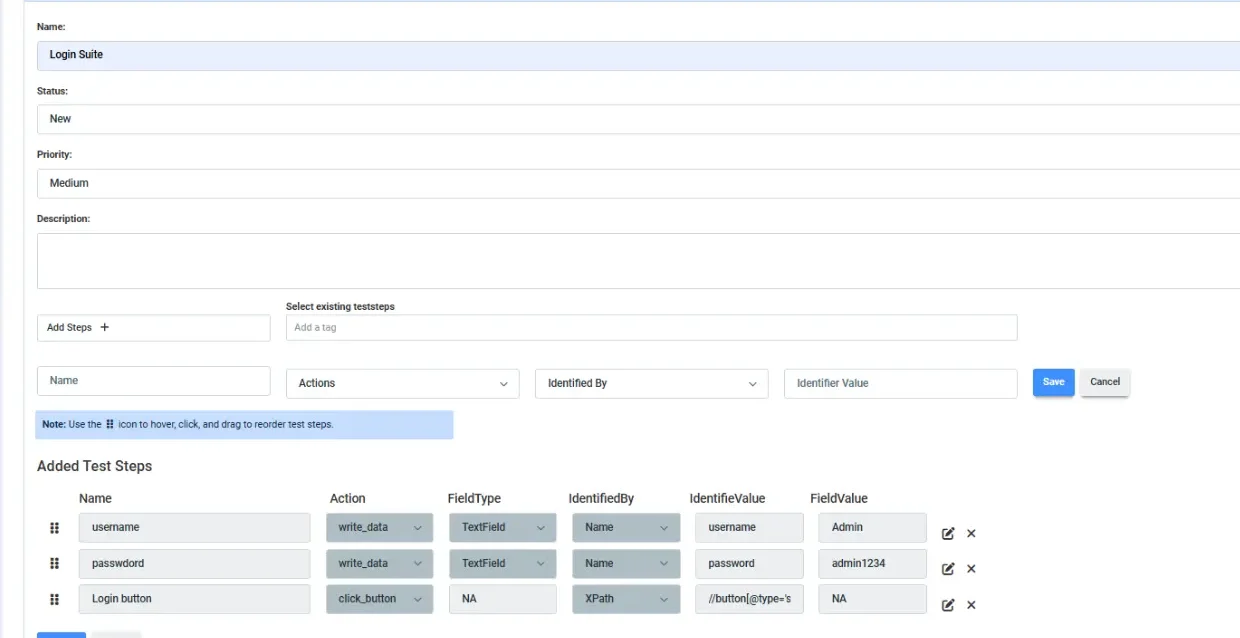 Name:
Login Suite
Status:
New
Priority:
Medium
Description:
Select existing teststeps
Add Steps + Add a tag
Name Actions Identified By Identifier Value Save Cancel
Note: Use the icon to hover, click, and drag to reorder test steps.
Added Test Steps
Name Action FieldType IdentifiedBy IdentifieValue FieldValue
username write_data TextField Name username Admin
passwdord write_data TextField Name password admin1234
Login button click_button NA XPath //button[@type='s NA